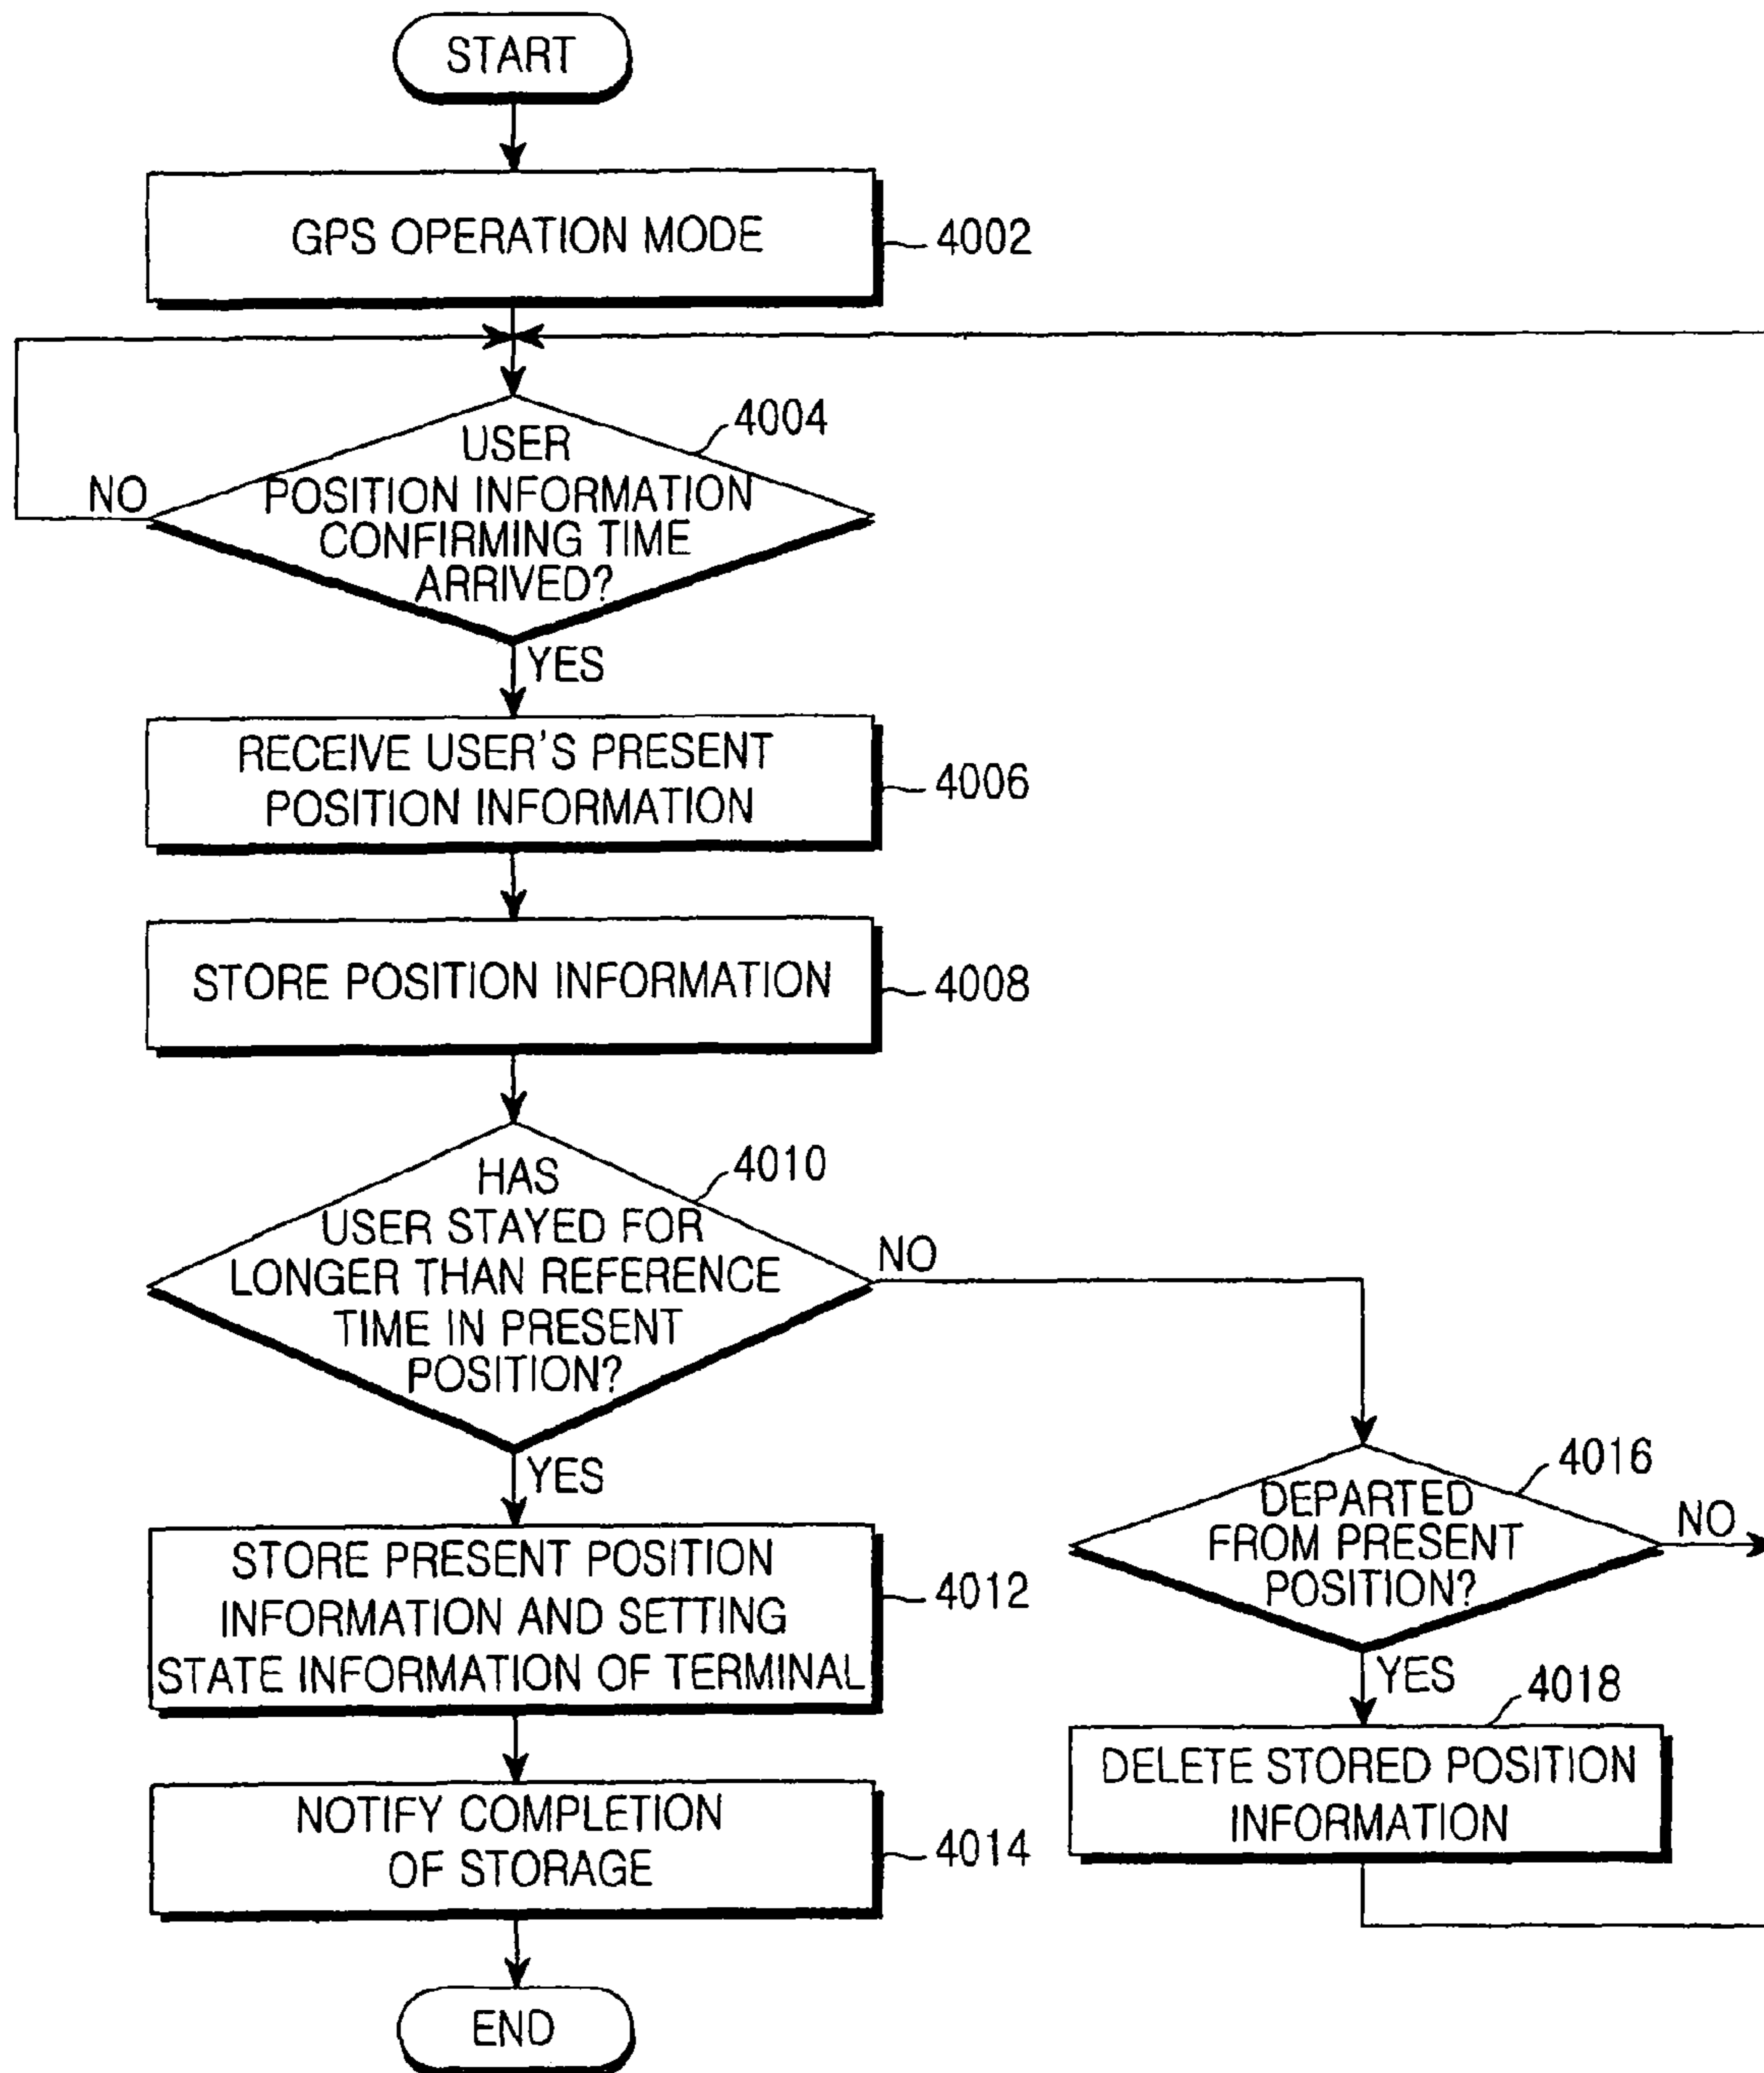 START
GPS OPERATION MODE
4002
4004
USER
POSITION INFORMATION
CONFIRMING TIME
ARRIVED?
NO
YES
RECEIVE USER'S PRESENT
POSITION INFORMATION
4006
STORE POSITION INFORMATION
4008
4010
HAS
USER STAYED FOR
LONGER THAN REFERENCE
TIME IN PRESENT
POSITION?
NO
YES
STORE PRESENT POSITION
INFORMATION AND SETTING
STATE INFORMATION OF TERMINAL
4012
NOTIFY COMPLETION
OF STORAGE
4014
END
4016
DEPARTED
FROM PRESENT
POSITION?
NO
YES
4018
DELETE STORED POSITION
INFORMATION